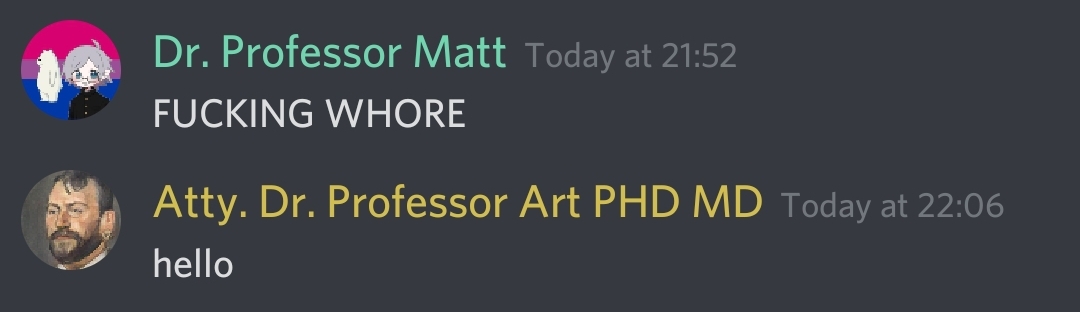 Dr. Professor Matt Today at 21:52
FUCKING WHORE
Atty. Dr. Professor Art PHD MD Today at 22:06
hello